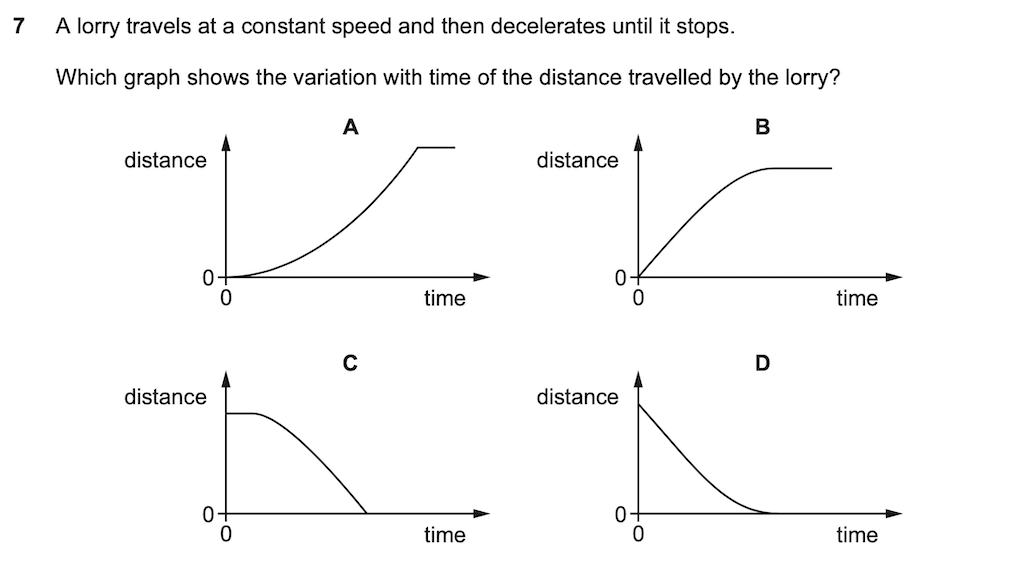 7 A lorry travels at a constant speed and then decelerates until it stops.
Which graph shows the variation with time of the distance travelled by the lorry?
A
distance
0
0
time
B
distance
0
0
time
C
distance
0
0
time
D
distance
0
0
time